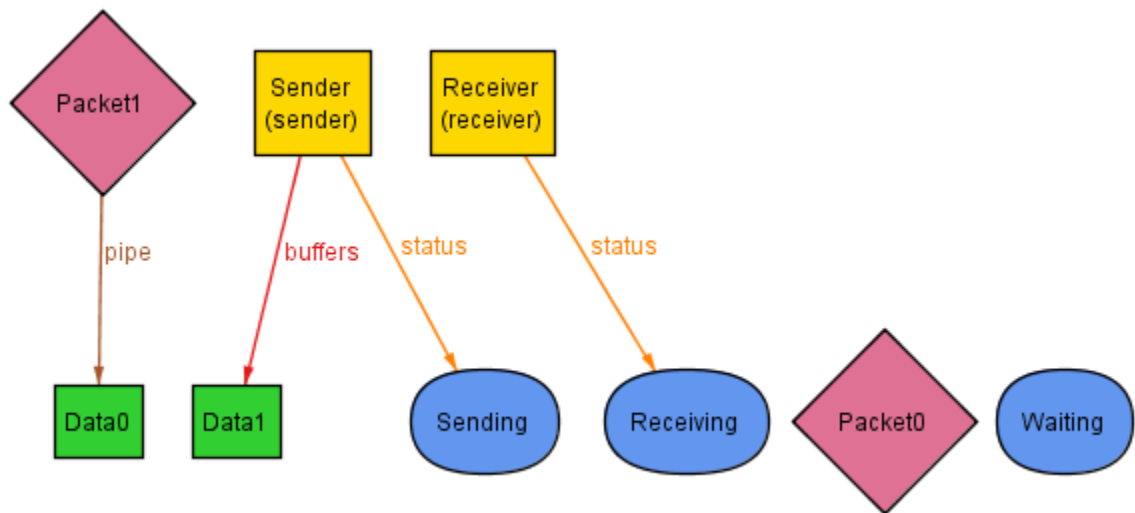 Packet1
Sender
(sender)
Receiver
(receiver)
pipe
buffers
status
status
Data0
Data1
Sending
Receiving
Packet0
Waiting